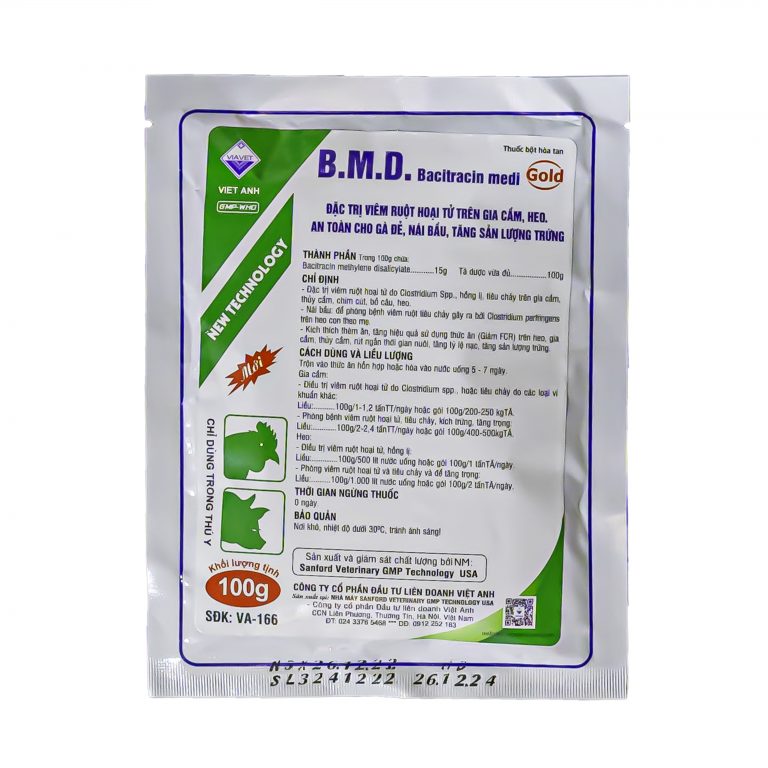 VIAVET
VIET ANH
GMP-WHO
NEW TECHNOLOGY
Mới
Thuốc bột hòa tan
B.M.D. Bacitracin medi Gold
ĐẶC TRỊ VIÊM RUỘT HOẠI TỬ TRÊN GIA CẦM, HEO.
AN TOÀN CHO GÀ ĐẺ, NÁI BẦU, TĂNG SẢN LƯỢNG TRỨNG
THÀNH PHẦN Trong 100g chứa:
Bacitracin methylene disalicylate..............15g Tá dược vừa đủ......................100g
CHỈ ĐỊNH
- Đặc trị viêm ruột hoại tử do Clostridium Spp., hồng lị, tiêu chảy trên gia cầm,
thủy cầm, chim cút, bồ câu, heo.
- Nái bầu: để phòng bệnh viêm ruột tiêu chảy gây ra bởi Clostridium perfringens
trên heo con theo mẹ.
- Kích thích thèm ăn, tăng hiệu quả sử dụng thức ăn (Giảm FCR) trên heo, gia
cầm, thủy cầm, rút ngắn thời gian nuôi, tăng tỷ lệ nạc, tăng sản lượng trứng.
CÁCH DÙNG VÀ LIỀU LƯỢNG
Trộn vào thức ăn hỗn hợp hoặc hòa vào nước uống 5 - 7 ngày.
Gia cầm:
- Điều trị viêm ruột hoại tử do Clostridium spp., hoặc tiêu chảy do các loại vi
khuẩn khác:
Liều:............100g/1-1,2 tấnTT/ngày hoặc gói 100g/200-250 kgTĂ.
- Phòng bệnh viêm ruột hoại tử, tiêu chảy, kích trứng, tăng trọng:
Liều:............100g/2-2,4 tấnTT/ngày hoặc gói 100g/400-500kgTĂ.
Heo:
- Điều trị viêm ruột hoại tử, hồng lị:
Liều:............100g/500 lít nước uống hoặc gói 100g/1 tấnTĂ/ngày.
- Phòng viêm ruột hoại tử và tiêu chảy và để tăng trọng:
Liều:............100g/1.000 lít nước uống hoặc gói 100g/2 tấnTĂ/ngày.
THỜI GIAN NGỪNG THUỐC
0 ngày.
BẢO QUẢN
Nơi khô, nhiệt độ dưới 30ºC, tránh ánh sáng!
CHỈ DÙNG TRONG THÚ Y
Khối lượng tịnh
100g
SĐK: VA-166
Sản xuất và giám sát chất lượng bởi NM:
Sanford Veterinary GMP Technology USA
CÔNG TY CỔ PHẦN ĐẦU TƯ LIÊN DOANH VIỆT ANH
Sản xuất tại: NHÀ MÁY SANFORD VETERINARY GMP TECHNOLOGY USA
- Công ty cổ phần Đầu tư liên doanh Việt Anh
CCN Liên Phương, Thường Tín, Hà Nội, Việt Nam
ĐT: 024 3376 5468 *** DĐ: 0912 252 163
NSX26.12.22 HD
SL3241222 26.12.24